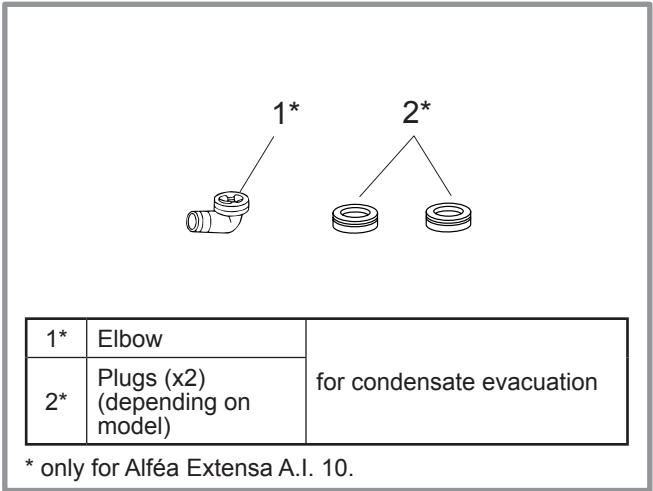 1*
2*
1* Elbow
2* Plugs (x2)
(depending on
model)
for condensate evacuation
* only for Alféa Extensa A.I. 10.